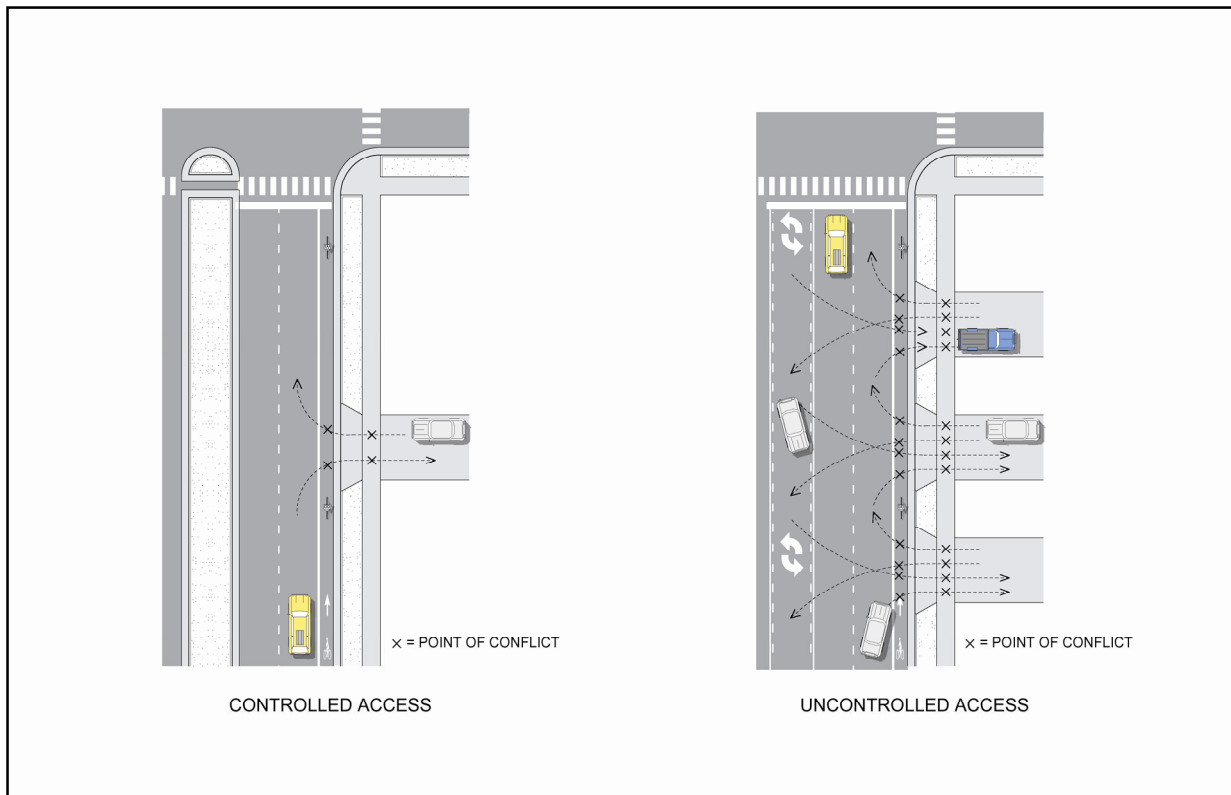 x = POINT OF CONFLICT
x = POINT OF CONFLICT
CONTROLLED ACCESS
UNCONTROLLED ACCESS